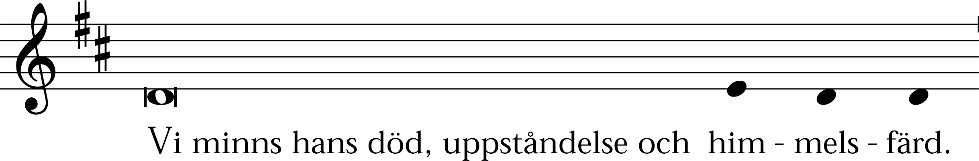 Vi minns hans död, uppståndelse och him - mels - färd.